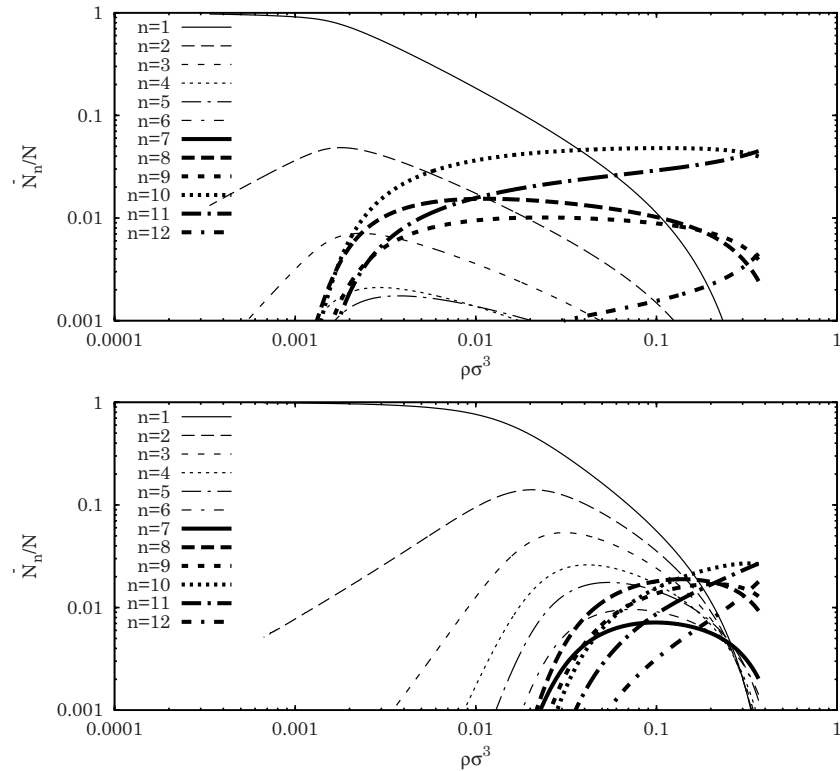 1
0.1
0.01
0.001
N̄ₙ/N
n=1
n=2
n=3
n=4
n=5
n=6
n=7
n=8
n=9
n=10
n=11
n=12
0.0001 0.001 0.01 0.1 1
ρσ³
1
0.1
0.01
0.001
N̄ₙ/N
n=1
n=2
n=3
n=4
n=5
n=6
n=7
n=8
n=9
n=10
n=11
n=12
0.0001 0.001 0.01 0.1 1
ρσ³